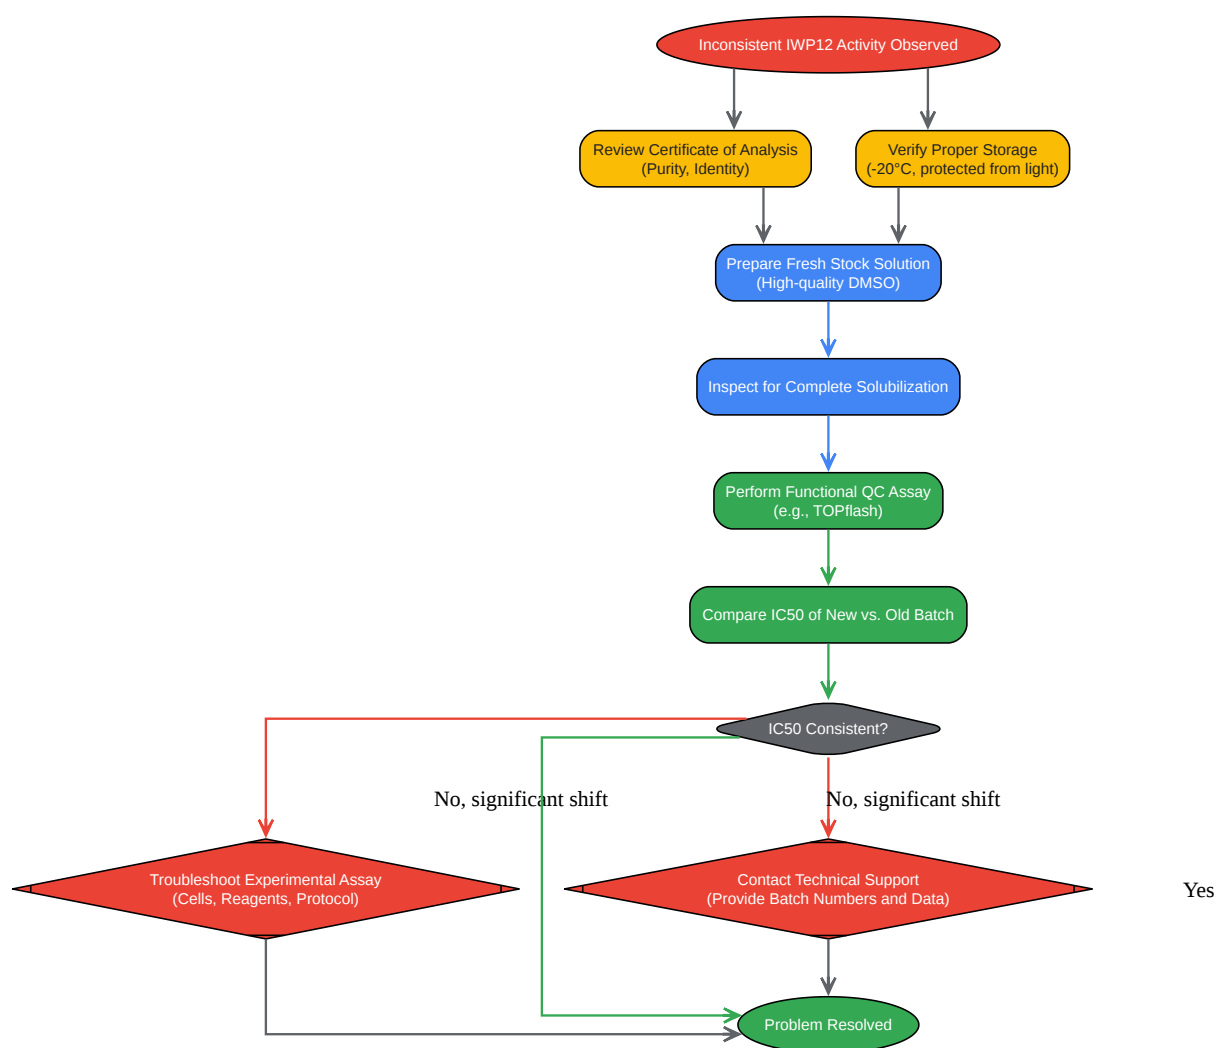 Inconsistent IWP12 Activity Observed
Review Certificate of Analysis
(Purity, Identity)
Verify Proper Storage
(-20°C, protected from light)
Prepare Fresh Stock Solution
(High-quality DMSO)
Inspect for Complete Solubilization
Perform Functional QC Assay
(e.g., TOPflash)
Compare IC50 of New vs. Old Batch
IC50 Consistent?
No, significant shift
No, significant shift
Troubleshoot Experimental Assay
(Cells, Reagents, Protocol)
Contact Technical Support
(Provide Batch Numbers and Data)
Yes
Problem Resolved